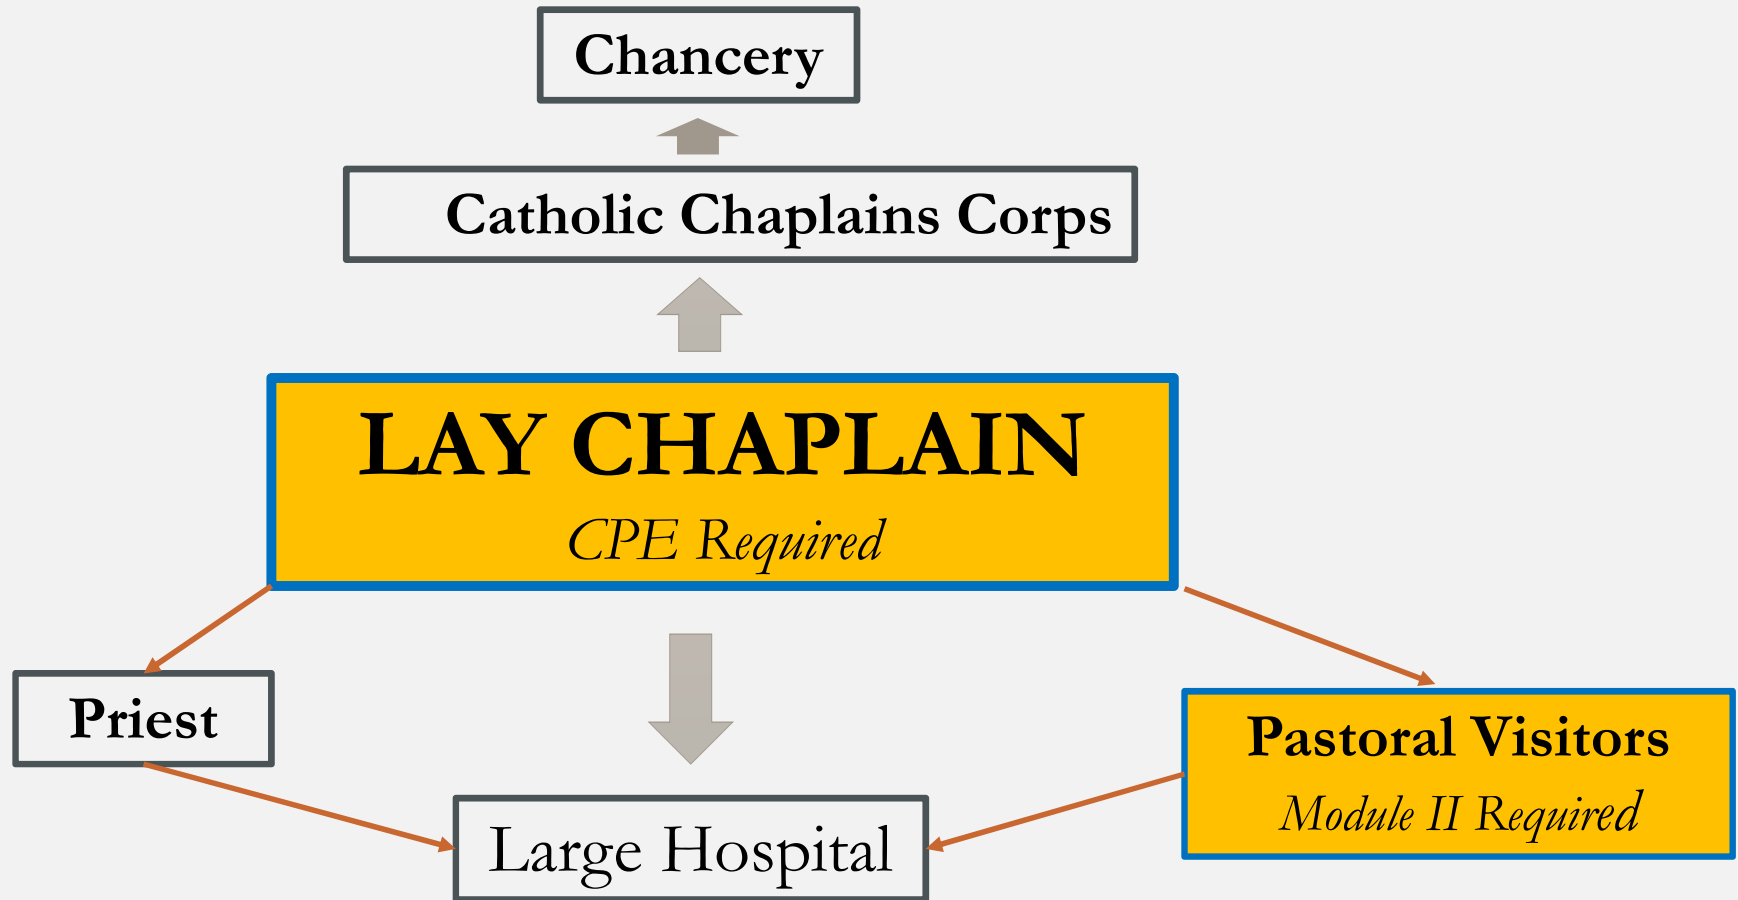 Chancery
Catholic Chaplains Corps
LAY CHAPLAIN
CPE Required
Priest
Pastoral Visitors
Module II Required
Large Hospital